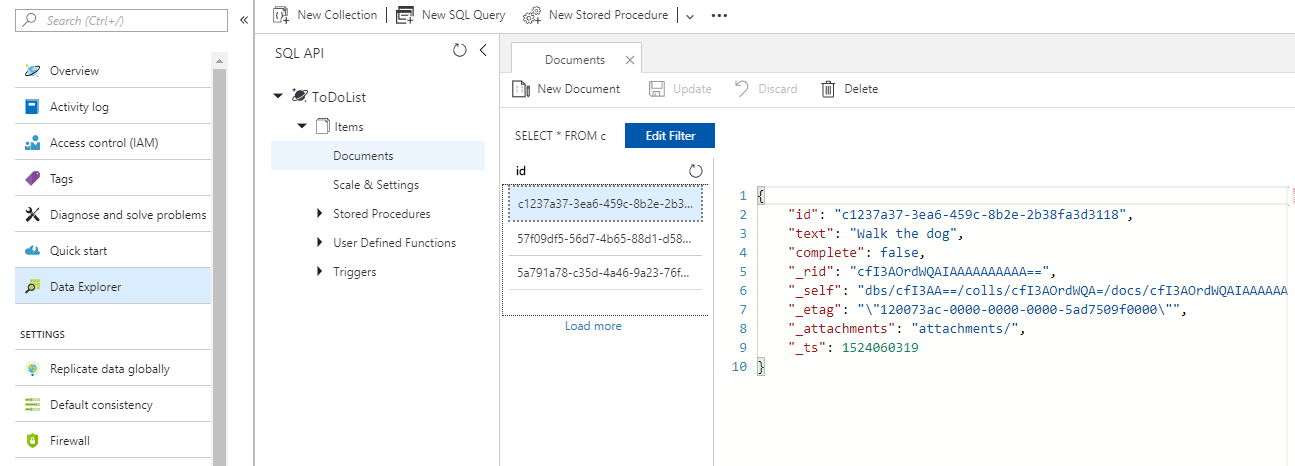 Search (Ctrl+/)
«
Overview
Activity log
Access control (IAM)
Tags
Diagnose and solve problems
Quick start
Data Explorer
SETTINGS
Replicate data globally
Default consistency
Firewall
New Collection
New SQL Query
New Stored Procedure
SQL API
ToDoList
Items
Documents
Scale & Settings
Stored Procedures
User Defined Functions
Triggers
Documents
New Document
Update
Discard
Delete
SELECT * FROM c
Edit Filter
id
c1237a37-3ea6-459c-8b2e-2b3...
57f09df5-56d7-4b65-88d1-d58...
5a791a78-c35d-4a46-9a23-76f...
Load more
1 {
2 "id": "c1237a37-3ea6-459c-8b2e-2b38fa3d3118",
3 "text": "Walk the dog",
4 "complete": false,
5 "_rid": "cfI3AOrdWQAIAAAAAAAAAA==",
6 "_self": "dbs/cfI3AA==/colls/cfI3AOrdWQA=/docs/cfI3AOrdWQAIAAAAAA
7 "_etag": "\"120073ac-0000-0000-0000-5ad7509f0000\"",
8 "_attachments": "attachments/",
9 "_ts": 1524060319
10 }